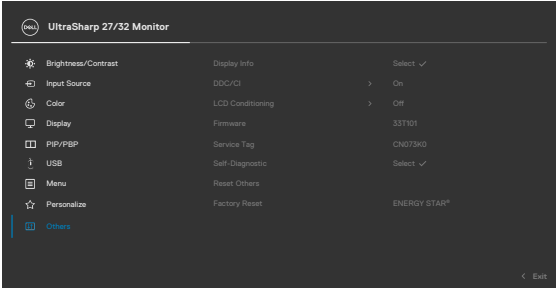 DELL UltraSharp 27/32 Monitor
Brightness/Contrast Display Info Select ✓
Input Source DDC/CI > On
Color LCD Conditioning > Off
Display Firmware 33T101
PIP/PBP Service Tag CN073K0
USB Self-Diagnostic Select ✓
Menu Reset Others
Personalize Factory Reset ENERGY STAR®
Others
< Exit